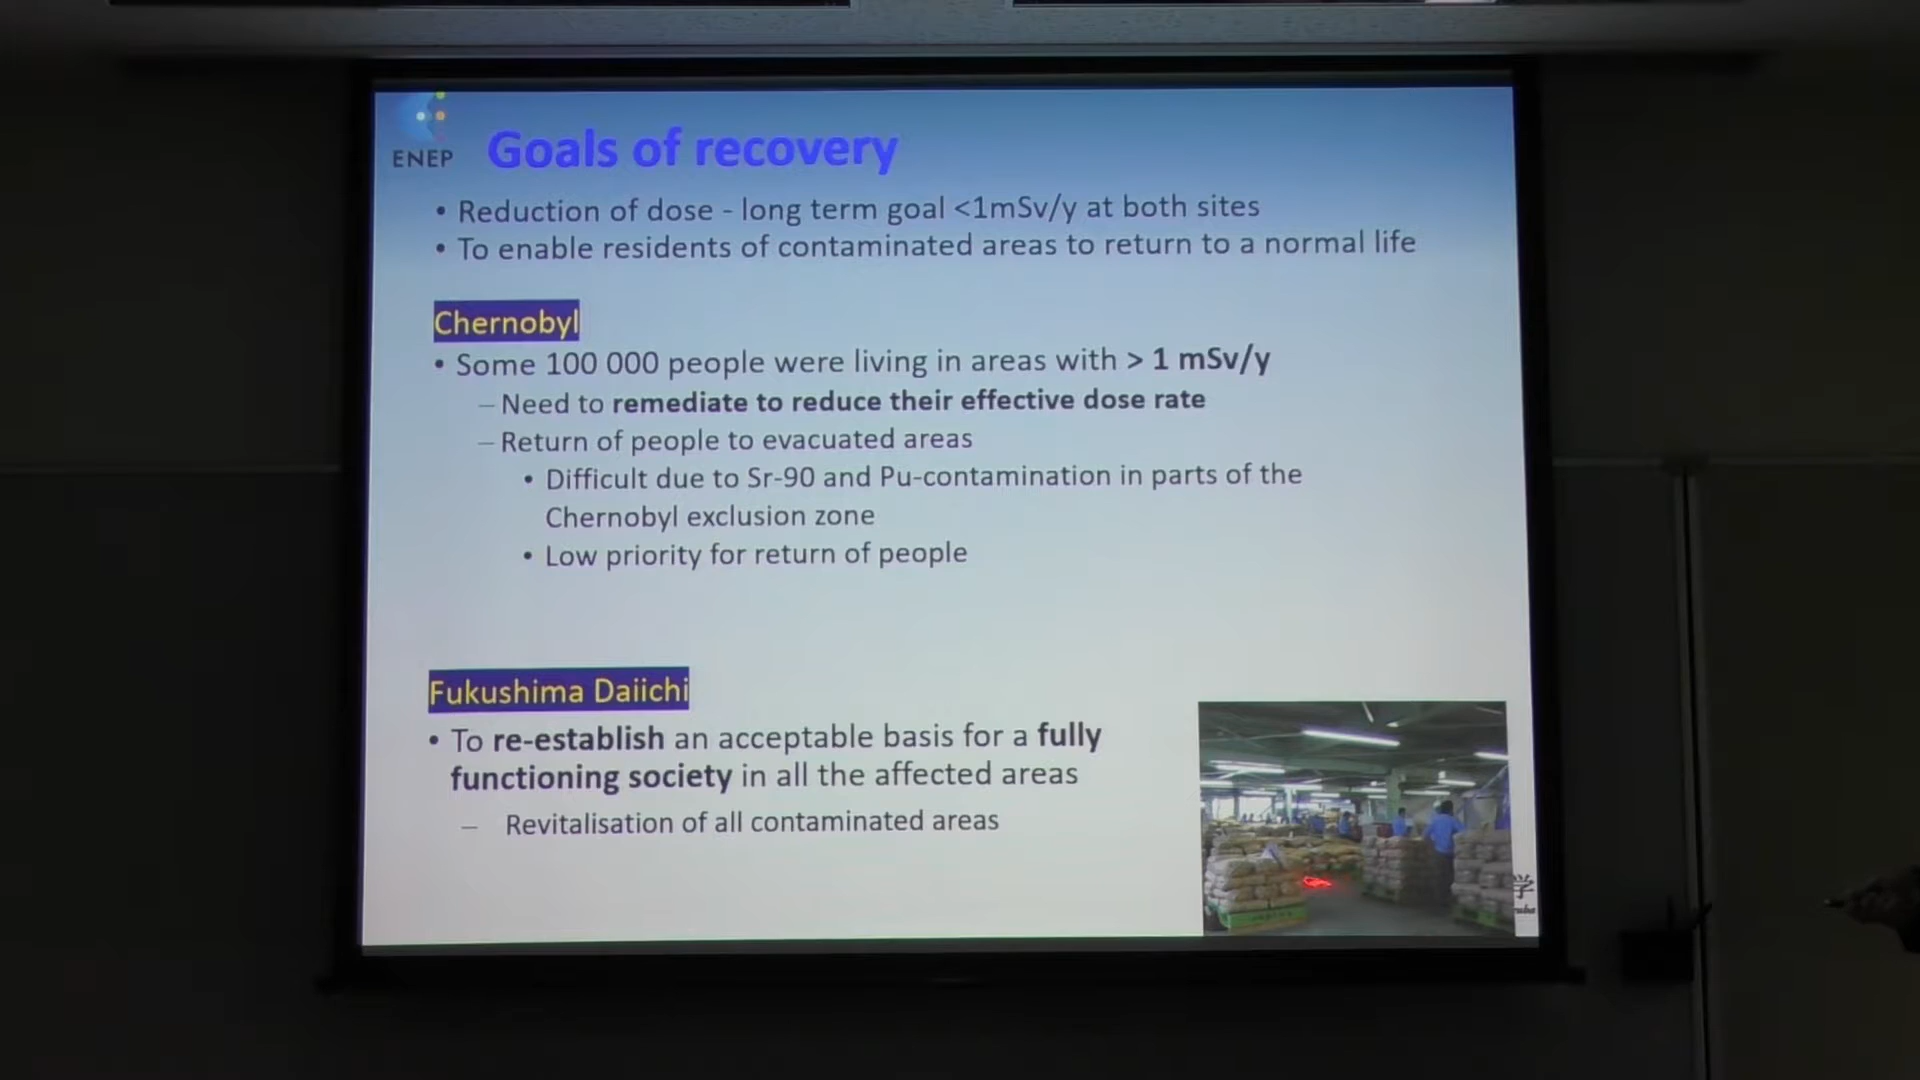 ENEP
Goals of recovery
• Reduction of dose - long term goal <1mSv/y at both sites
• To enable residents of contaminated areas to return to a normal life
Chernobyl
• Some 100 000 people were living in areas with > 1 mSv/y
– Need to remediate to reduce their effective dose rate
– Return of people to evacuated areas
• Difficult due to Sr-90 and Pu-contamination in parts of the
Chernobyl exclusion zone
• Low priority for return of people
Fukushima Daiichi
• To re-establish an acceptable basis for a fully
functioning society in all the affected areas
– Revitalisation of all contaminated areas
学